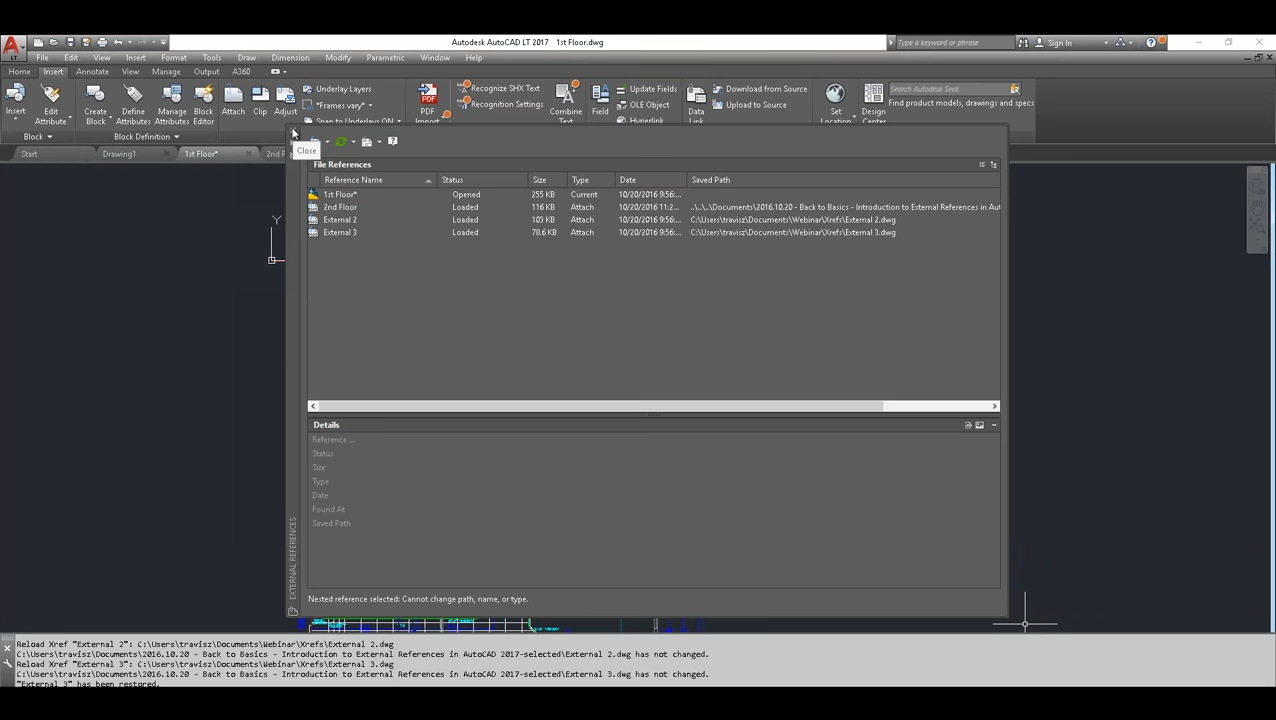 Autodesk AutoCAD LT 2017 1st Floor.dwg
Type a keyword or phrase
Sign In
LT
File Edit View Insert Format Tools Draw Dimension Modify Parametric Window Help
Home Insert Annotate View Manage Output A360
Insert
Edit
Attribute
Create
Block
Define
Attributes
Manage
Attributes
Block
Editor
Attach Clip Adjust
Underlay Layers
*Frames vary*
Snap to Underlays ON
PDF
Import
Recognize SHX Text
Recognition Settings
Combine
Text
Field
Update Fields
OLE Object
Hyperlink
Data
Link
Download from Source
Upload to Source
Set
Location
Design
Center
Search Autodesk Seek
Find product models, drawings and specs
Block Block Definition
Start Drawing1 1st Floor* 2nd F
Close
File References
Reference Name Status Size Type Date Saved Path
1st Floor* Opened 255 KB Current 10/20/2016 9:56:...
2nd Floor Loaded 116 KB Attach 10/20/2016 11:2... ..\..\..\Documents\2016.10.20 - Back to Basics - Introduction to External References in Aut
External 2 Loaded 103 KB Attach 10/20/2016 9:56:... C:\Users\travisz\Documents\Webinar\Xrefs\External 2.dwg
External 3 Loaded 78.6 KB Attach 10/20/2016 9:56:... C:\Users\travisz\Documents\Webinar\Xrefs\External 3.dwg
Y
Details
Reference ...
Status
Size
Type
Date
Found At
Saved Path
EXTERNAL REFERENCES
Nested reference selected: Cannot change path, name, or type.
Reload Xref "External 2": C:\Users\travisz\Documents\Webinar\Xrefs\External 2.dwg
C:\Users\travisz\Documents\2016.10.20 - Back to Basics - Introduction to External References in AutoCAD 2017-selected\External 2.dwg has not changed.
Reload Xref "External 3": C:\Users\travisz\Documents\Webinar\Xrefs\External 3.dwg
C:\Users\travisz\Documents\2016.10.20 - Back to Basics - Introduction to External References in AutoCAD 2017-selected\External 3.dwg has not changed.
"External 3" has been restored.